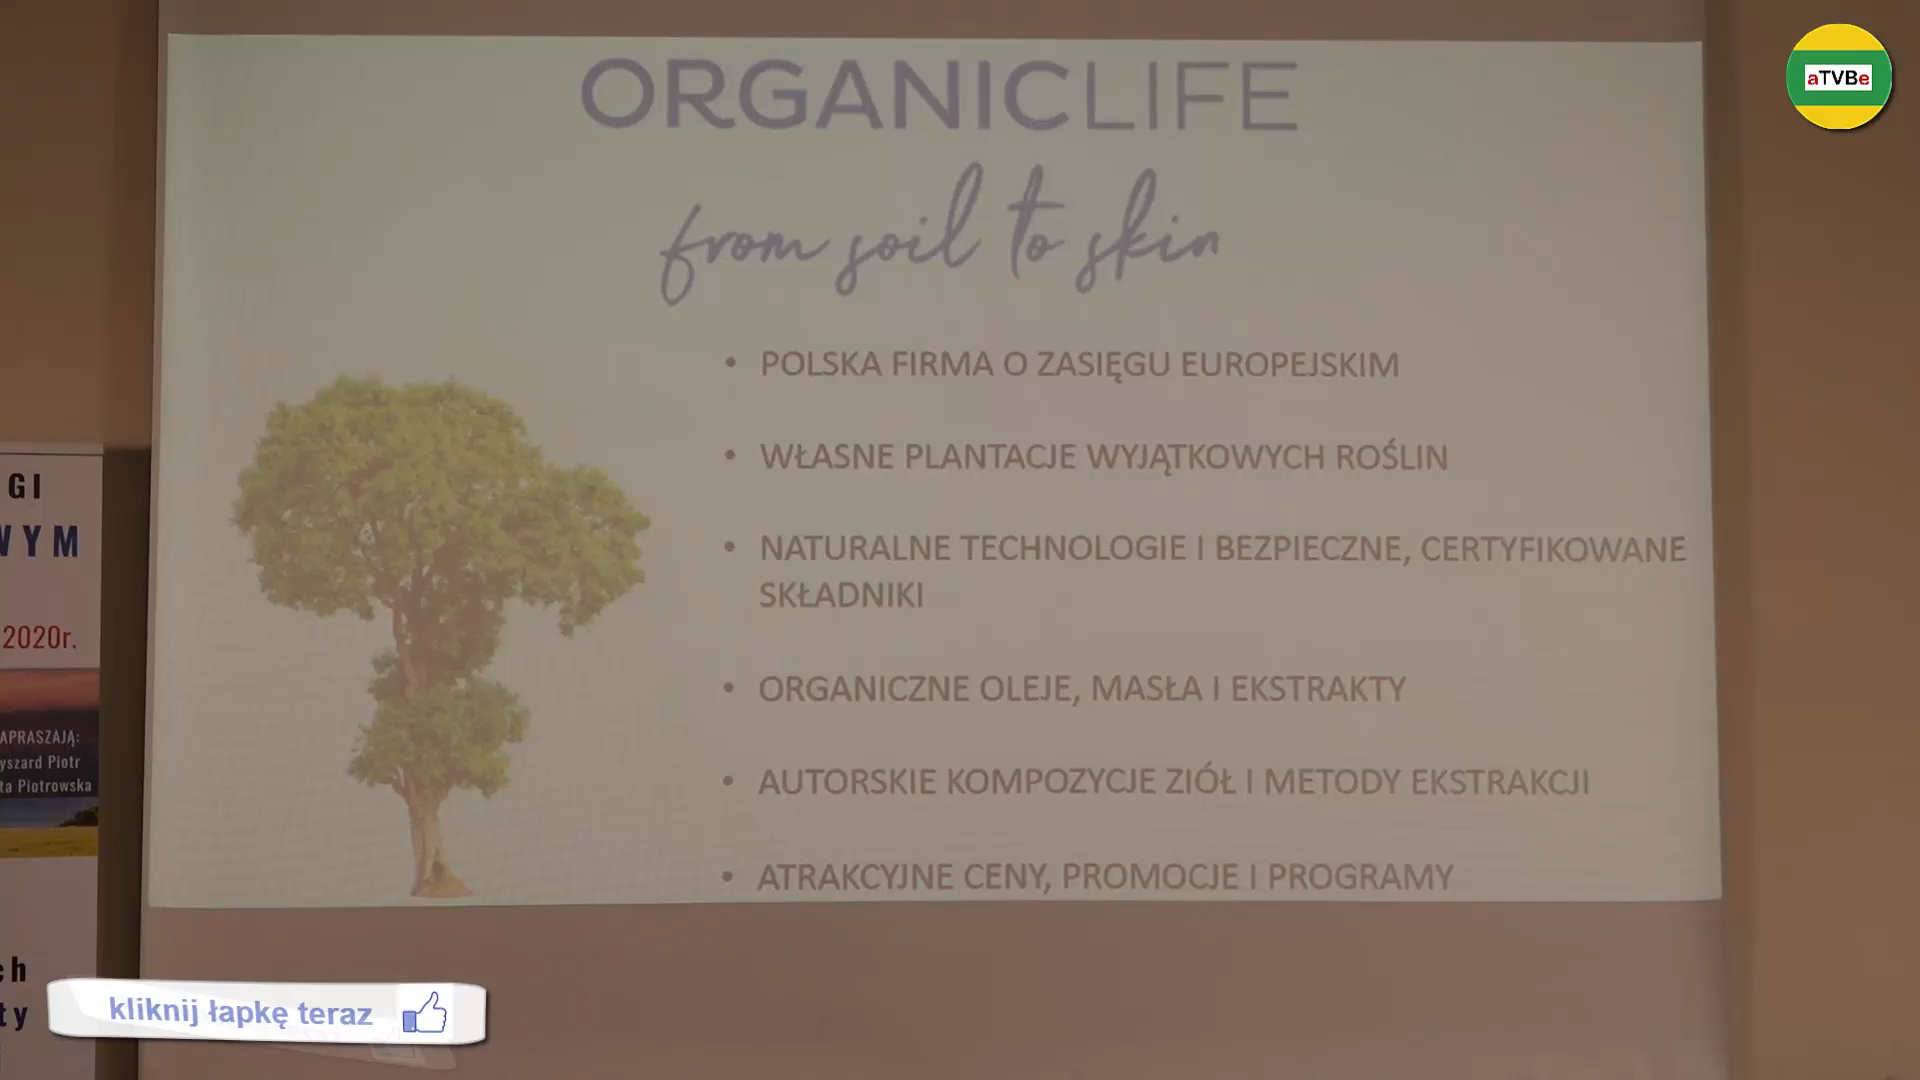 ORGANICLIFE
from soil to skin
• POLSKA FIRMA O ZASIĘGU EUROPEJSKIM
• WŁASNE PLANTACJE WYJĄTKOWYCH ROŚLIN
• NATURALNE TECHNOLOGIE I BEZPIECZNE, CERTYFIKOWANE
SKŁADNIKI
• ORGANICZNE OLEJE, MASŁA I EKSTRAKTY
• AUTORSKIE KOMPOZYCJE ZIÓŁ I METODY EKSTRAKCJI
• ATRAKCYJNE CENY, PROMOCJE I PROGRAMY
aTVBe
GI
WYM
2020r.
APRASZAJĄ:
yszard Piotr
ta Piotrowska
ch
ty
kliknij łapkę teraz